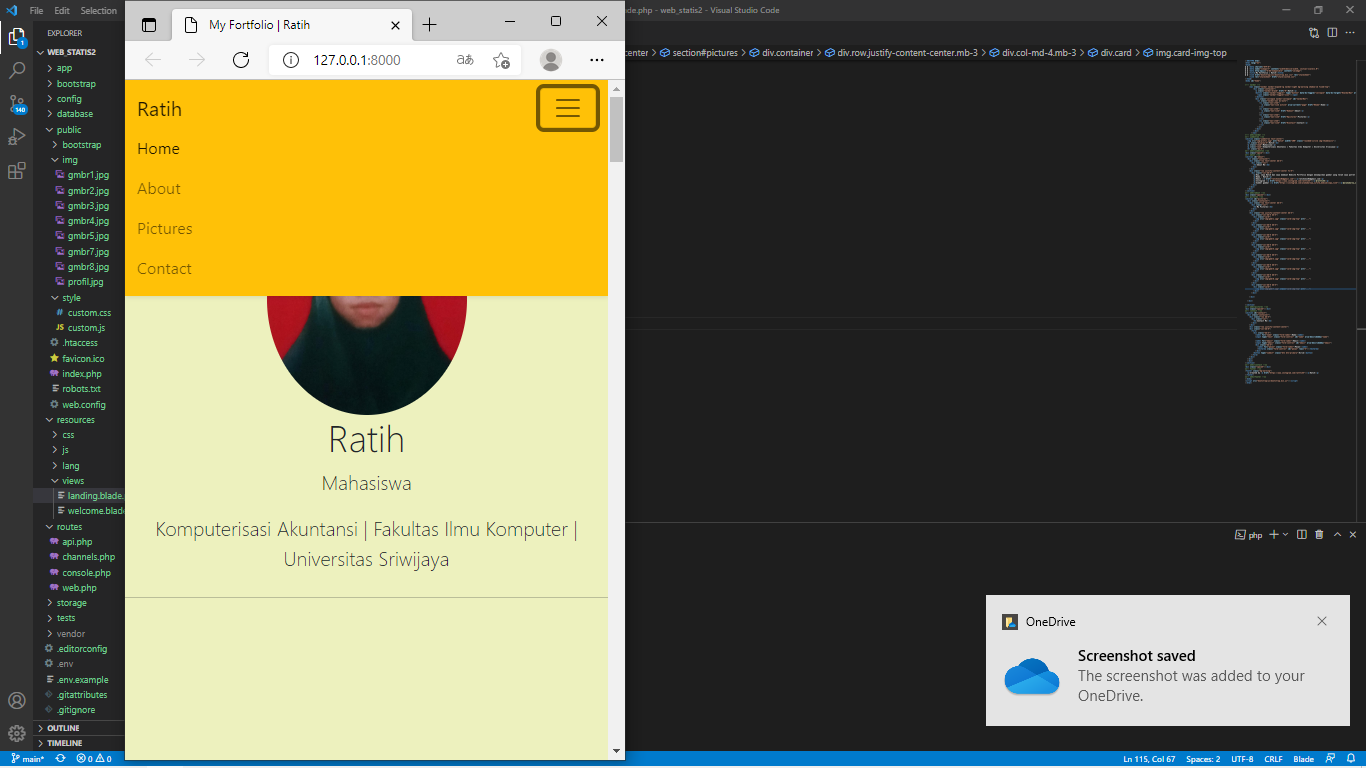 File Edit Selection
blade.php - web_statis2 - Visual Studio Code
My Fortfolio | Ratih
127.0.0.1:8000
EXPLORER
WEB_STATIS2
app
bootstrap
config
database
public
bootstrap
img
gmbr1.jpg
gmbr2.jpg
gmbr3.jpg
gmbr4.jpg
gmbr5.jpg
gmbr7.jpg
gmbr8.jpg
profil.jpg
style
custom.css
JS custom.js
.htaccess
favicon.ico
index.php
robots.txt
web.config
resources
css
js
lang
views
landing.blade.
welcome.blade
routes
api.php
channels.php
console.php
web.php
storage
tests
vendor
.editorconfig
.env
.env.example
.gitattributes
.gitignore
OUTLINE
TIMELINE
1
140
Ratih
Home
About
Pictures
Contact
Ratih
Mahasiswa
Komputerisasi Akuntansi | Fakultas Ilmu Komputer |
Universitas Sriwijaya
center > section#pictures > div.container > div.row.justify-content-center.mb-3 > div.col-md-4.mb-3 > div.card > img.card-img-top
php
OneDrive
Screenshot saved
The screenshot was added to your
OneDrive.
main* 0 0
Ln 115, Col 67 Spaces: 2 UTF-8 CRLF Blade